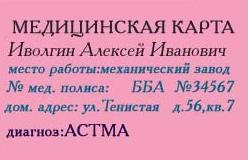 МЕДИЦИНСКАЯ КАРТА
Иволгин Алексей Иванович
место работы:механический завод
№ мед. полиса: ББА №34567
дом. адрес: ул.Тенистая д.56,кв.7
диагноз:АСТМА